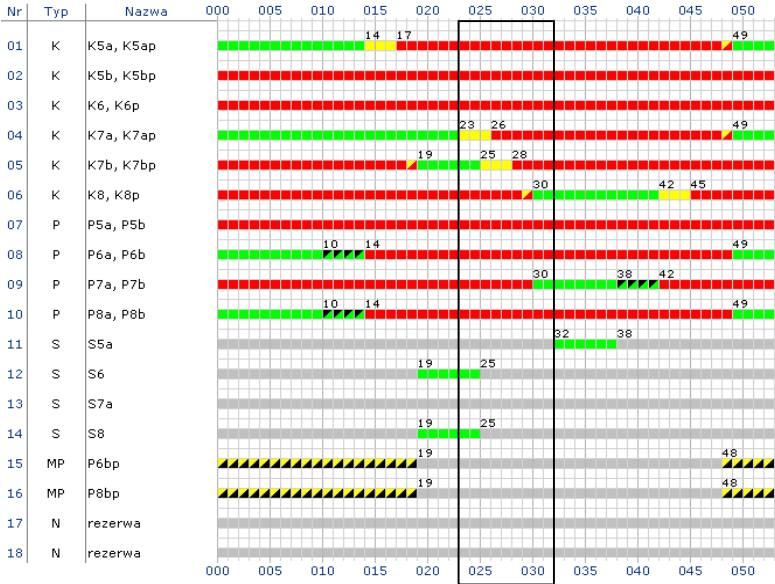 Nr Typ Nazwa 000 005 010 015 020 025 030 035 040 045 050
01 K K5a, K5ap 14 17 49
02 K K5b, K5bp
03 K K6, K6p
04 K K7a, K7ap 23 26 49
05 K K7b, K7bp 19 25 28
06 K K8, K8p 30 42 45
07 P P5a, P5b
08 P P6a, P6b 10 14 49
09 P P7a, P7b 30 38 42
10 P P8a, P8b 10 14 49
11 S S5a 32 38
12 S S6 19 25
13 S S7a
14 S S8 19 25
15 MP P6bp 19 48
16 MP P8bp 19 48
17 N rezerwa
18 N rezerwa
000 005 010 015 020 025 030 035 040 045 050